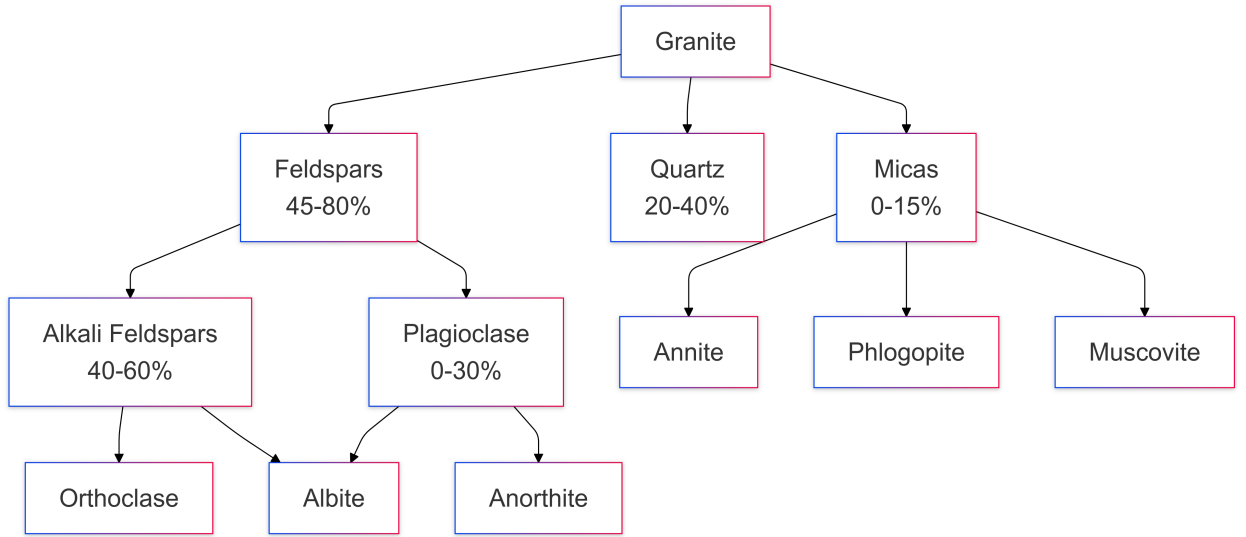 Granite
Feldspars
45-80%
Quartz
20-40%
Micas
0-15%
Alkali Feldspars
40-60%
Plagioclase
0-30%
Annite
Phlogopite
Muscovite
Orthoclase
Albite
Anorthite